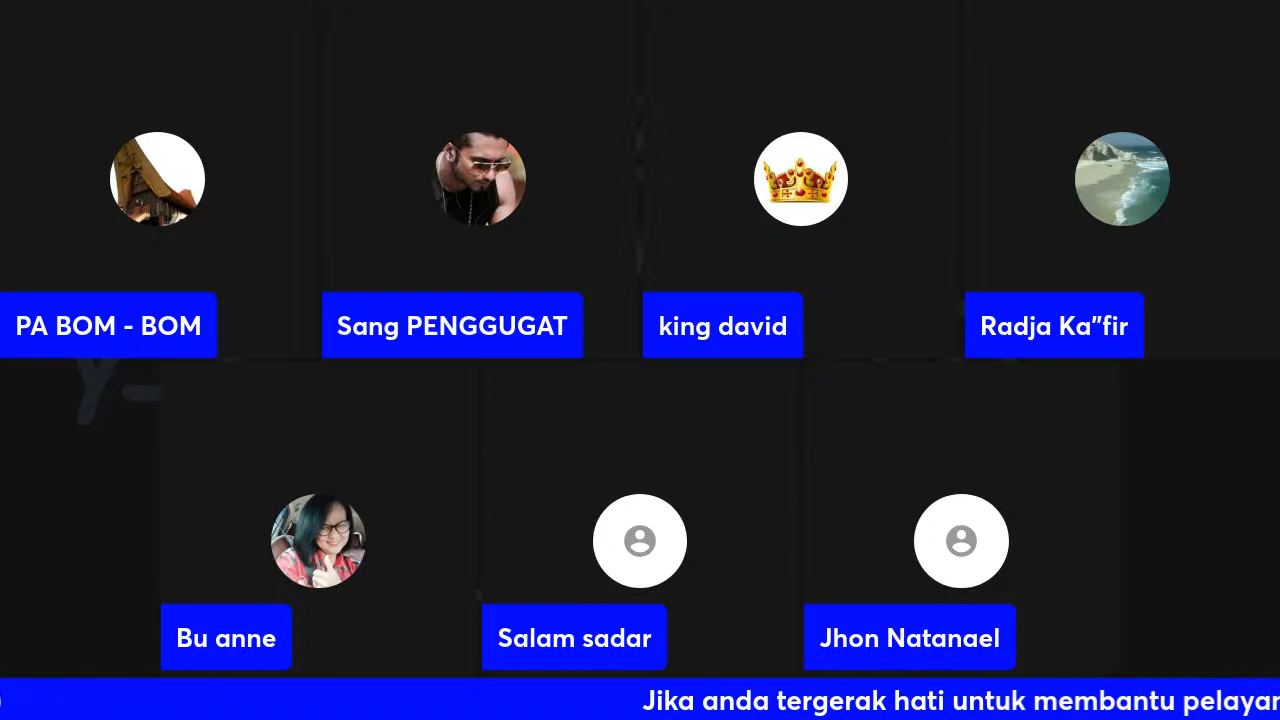 PA BOM - BOM
Sang PENGGUGAT
king david
Radja Ka"fir
Bu anne
Salam sadar
Jhon Natanael
Jika anda tergerak hati untuk membantu